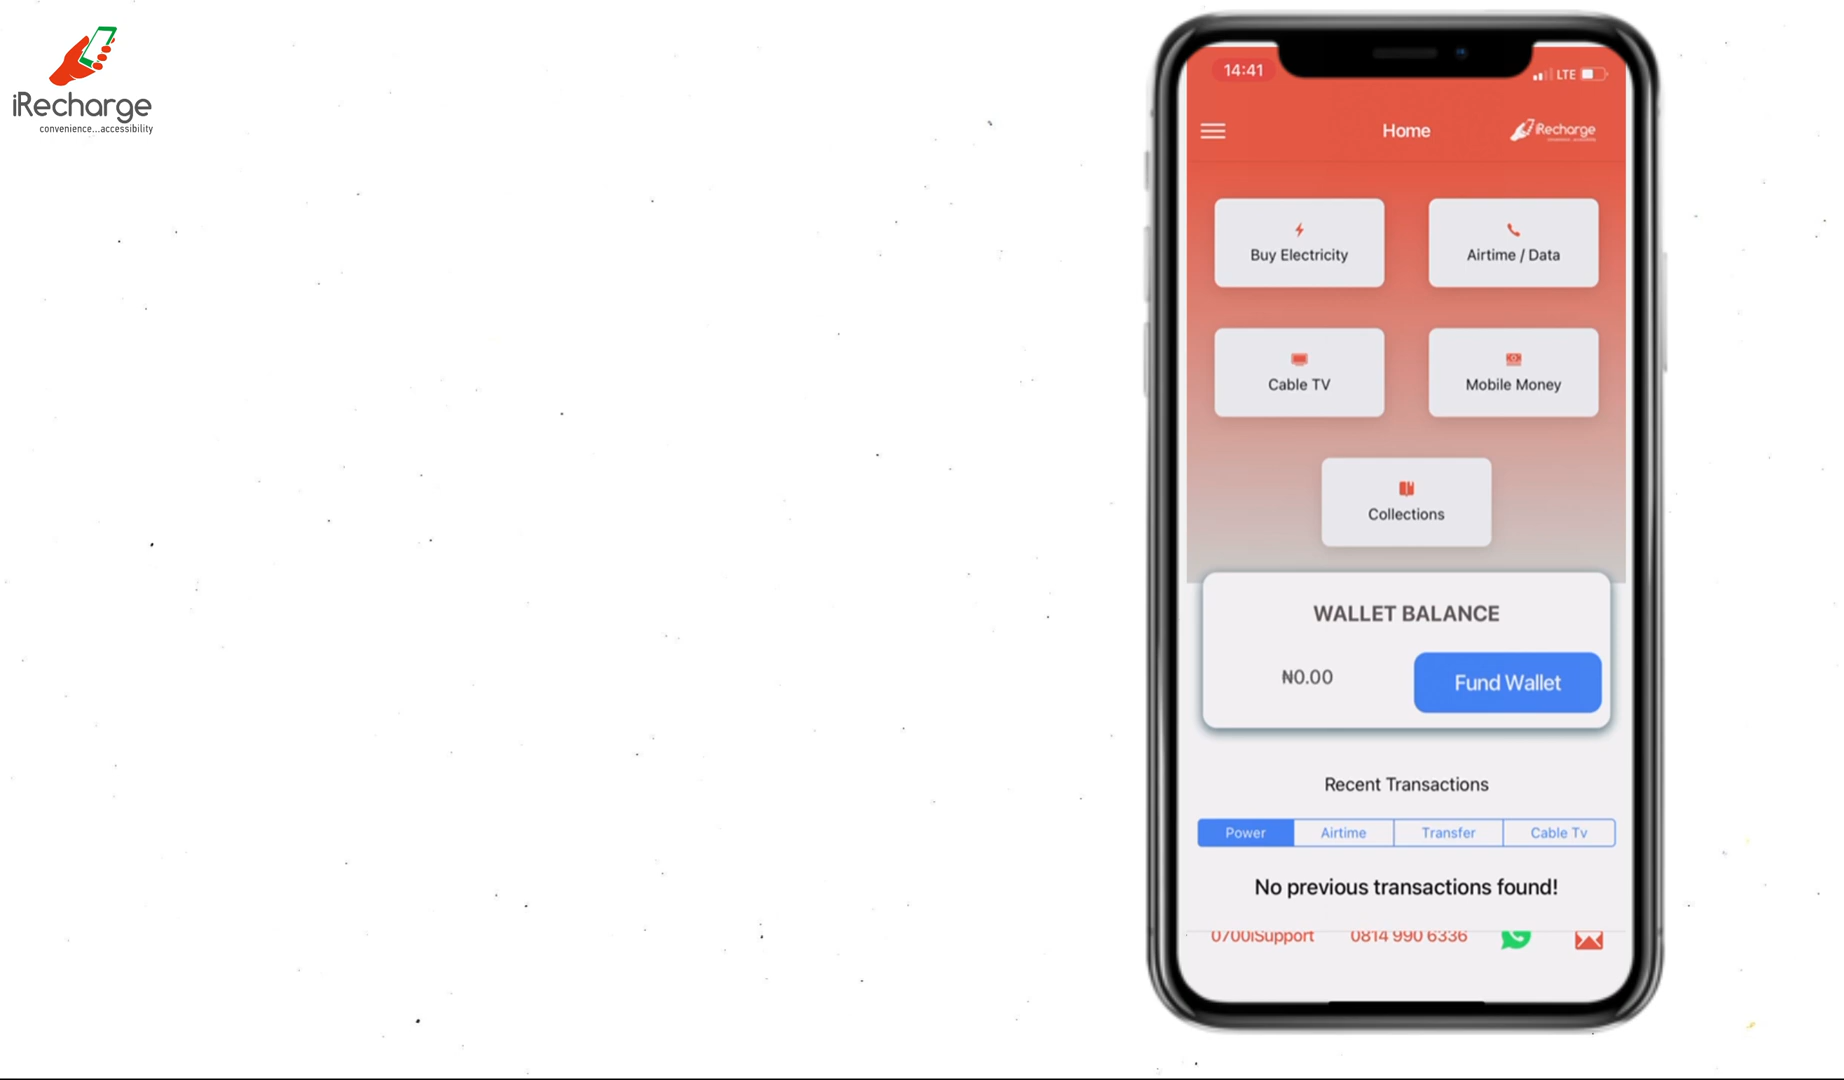 iRecharge
convenience...accessibility
14:41
LTE
Home
iRecharge
Buy Electricity
Airtime / Data
Cable TV
Mobile Money
Collections
WALLET BALANCE
₦0.00
Fund Wallet
Recent Transactions
Power
Airtime
Transfer
Cable Tv
No previous transactions found!
0700iSupport
0814 990 6336